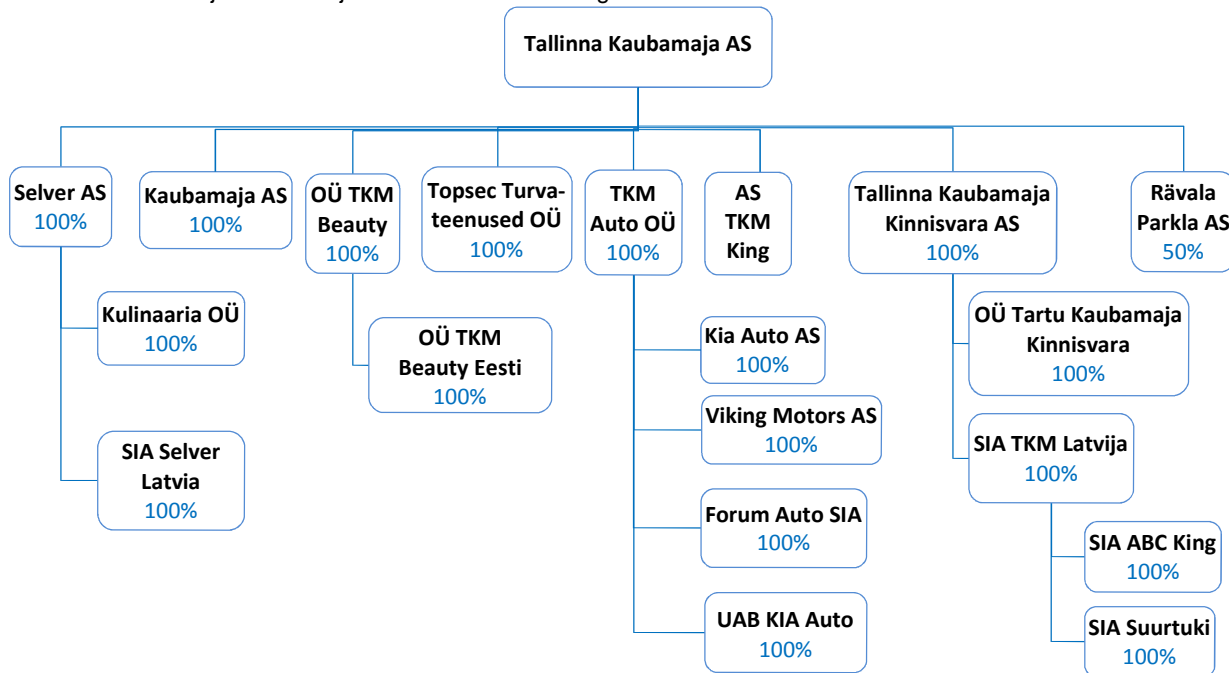 Tallinna Kaubamaja AS
Selver AS
100%
Kaubamaja AS
100%
OÜ TKM
Beauty
100%
Topsec Turva-
teenused OÜ
100%
TKM
Auto OÜ
100%
AS
TKM
King
Tallinna Kaubamaja
Kinnisvara AS
100%
Rävala
Parkla AS
50%
Kulinaaria OÜ
100%
SIA Selver
Latvia
100%
OÜ TKM
Beauty Eesti
100%
Kia Auto AS
100%
Viking Motors AS
100%
Forum Auto SIA
100%
UAB KIA Auto
100%
OÜ Tartu Kaubamaja
Kinnisvara
100%
SIA TKM Latvija
100%
SIA ABC King
100%
SIA Suurtuki
100%